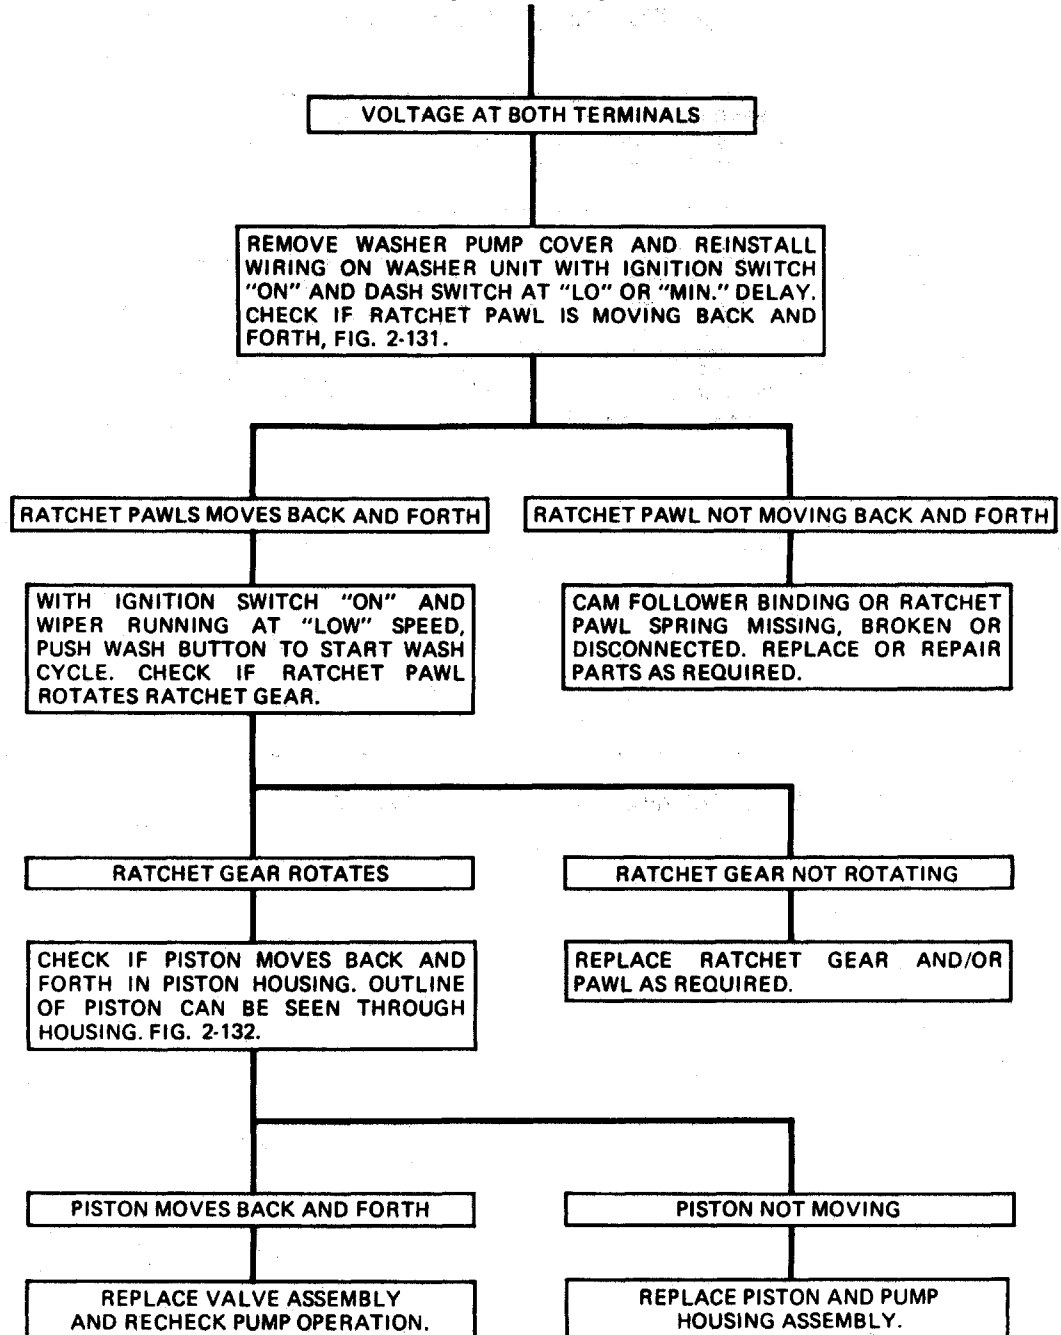 VOLTAGE AT BOTH TERMINALS
REMOVE WASHER PUMP COVER AND REINSTALL
WIRING ON WASHER UNIT WITH IGNITION SWITCH
"ON" AND DASH SWITCH AT "LO" OR "MIN." DELAY.
CHECK IF RATCHET PAWL IS MOVING BACK AND
FORTH, FIG. 2-131.
RATCHET PAWLS MOVES BACK AND FORTH
RATCHET PAWL NOT MOVING BACK AND FORTH
WITH IGNITION SWITCH "ON" AND
WIPER RUNNING AT "LOW" SPEED,
PUSH WASH BUTTON TO START WASH
CYCLE. CHECK IF RATCHET PAWL
ROTATES RATCHET GEAR.
CAM FOLLOWER BINDING OR RATCHET
PAWL SPRING MISSING, BROKEN OR
DISCONNECTED. REPLACE OR REPAIR
PARTS AS REQUIRED.
RATCHET GEAR ROTATES
RATCHET GEAR NOT ROTATING
CHECK IF PISTON MOVES BACK AND
FORTH IN PISTON HOUSING. OUTLINE
OF PISTON CAN BE SEEN THROUGH
HOUSING. FIG. 2-132.
REPLACE RATCHET GEAR AND/OR
PAWL AS REQUIRED.
PISTON MOVES BACK AND FORTH
PISTON NOT MOVING
REPLACE VALVE ASSEMBLY
AND RECHECK PUMP OPERATION.
REPLACE PISTON AND PUMP
HOUSING ASSEMBLY.